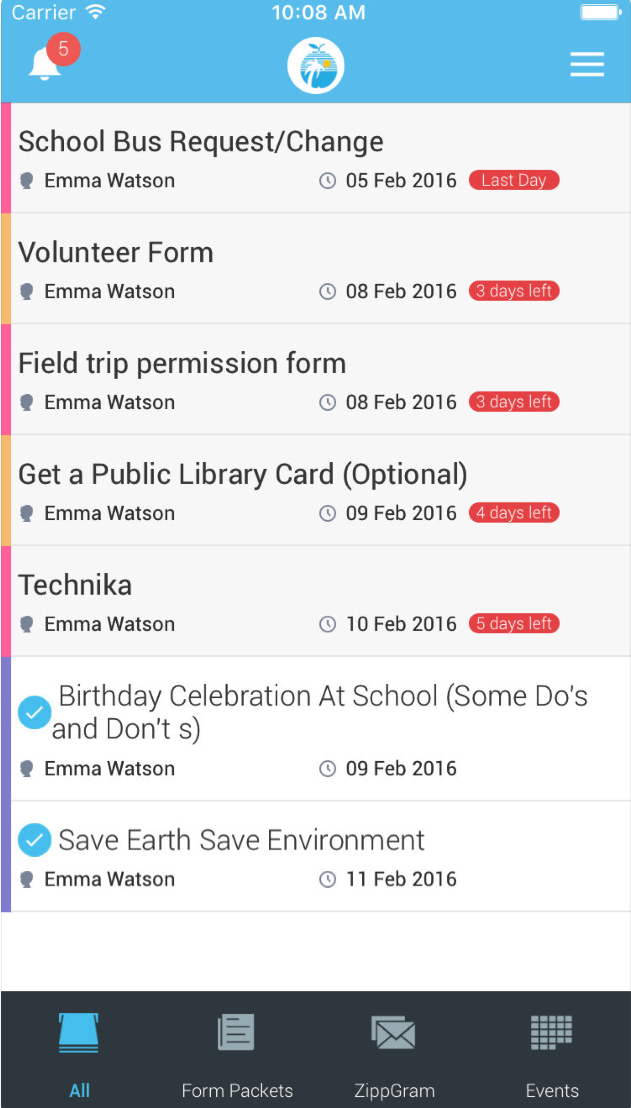 Carrier 10:08 AM
5
School Bus Request/Change
Emma Watson 05 Feb 2016 Last Day
Volunteer Form
Emma Watson 08 Feb 2016 3 days left
Field trip permission form
Emma Watson 08 Feb 2016 3 days left
Get a Public Library Card (Optional)
Emma Watson 09 Feb 2016 4 days left
Technika
Emma Watson 10 Feb 2016 5 days left
Birthday Celebration At School (Some Do's
and Don't s)
Emma Watson 09 Feb 2016
Save Earth Save Environment
Emma Watson 11 Feb 2016
All Form Packets ZippGram Events